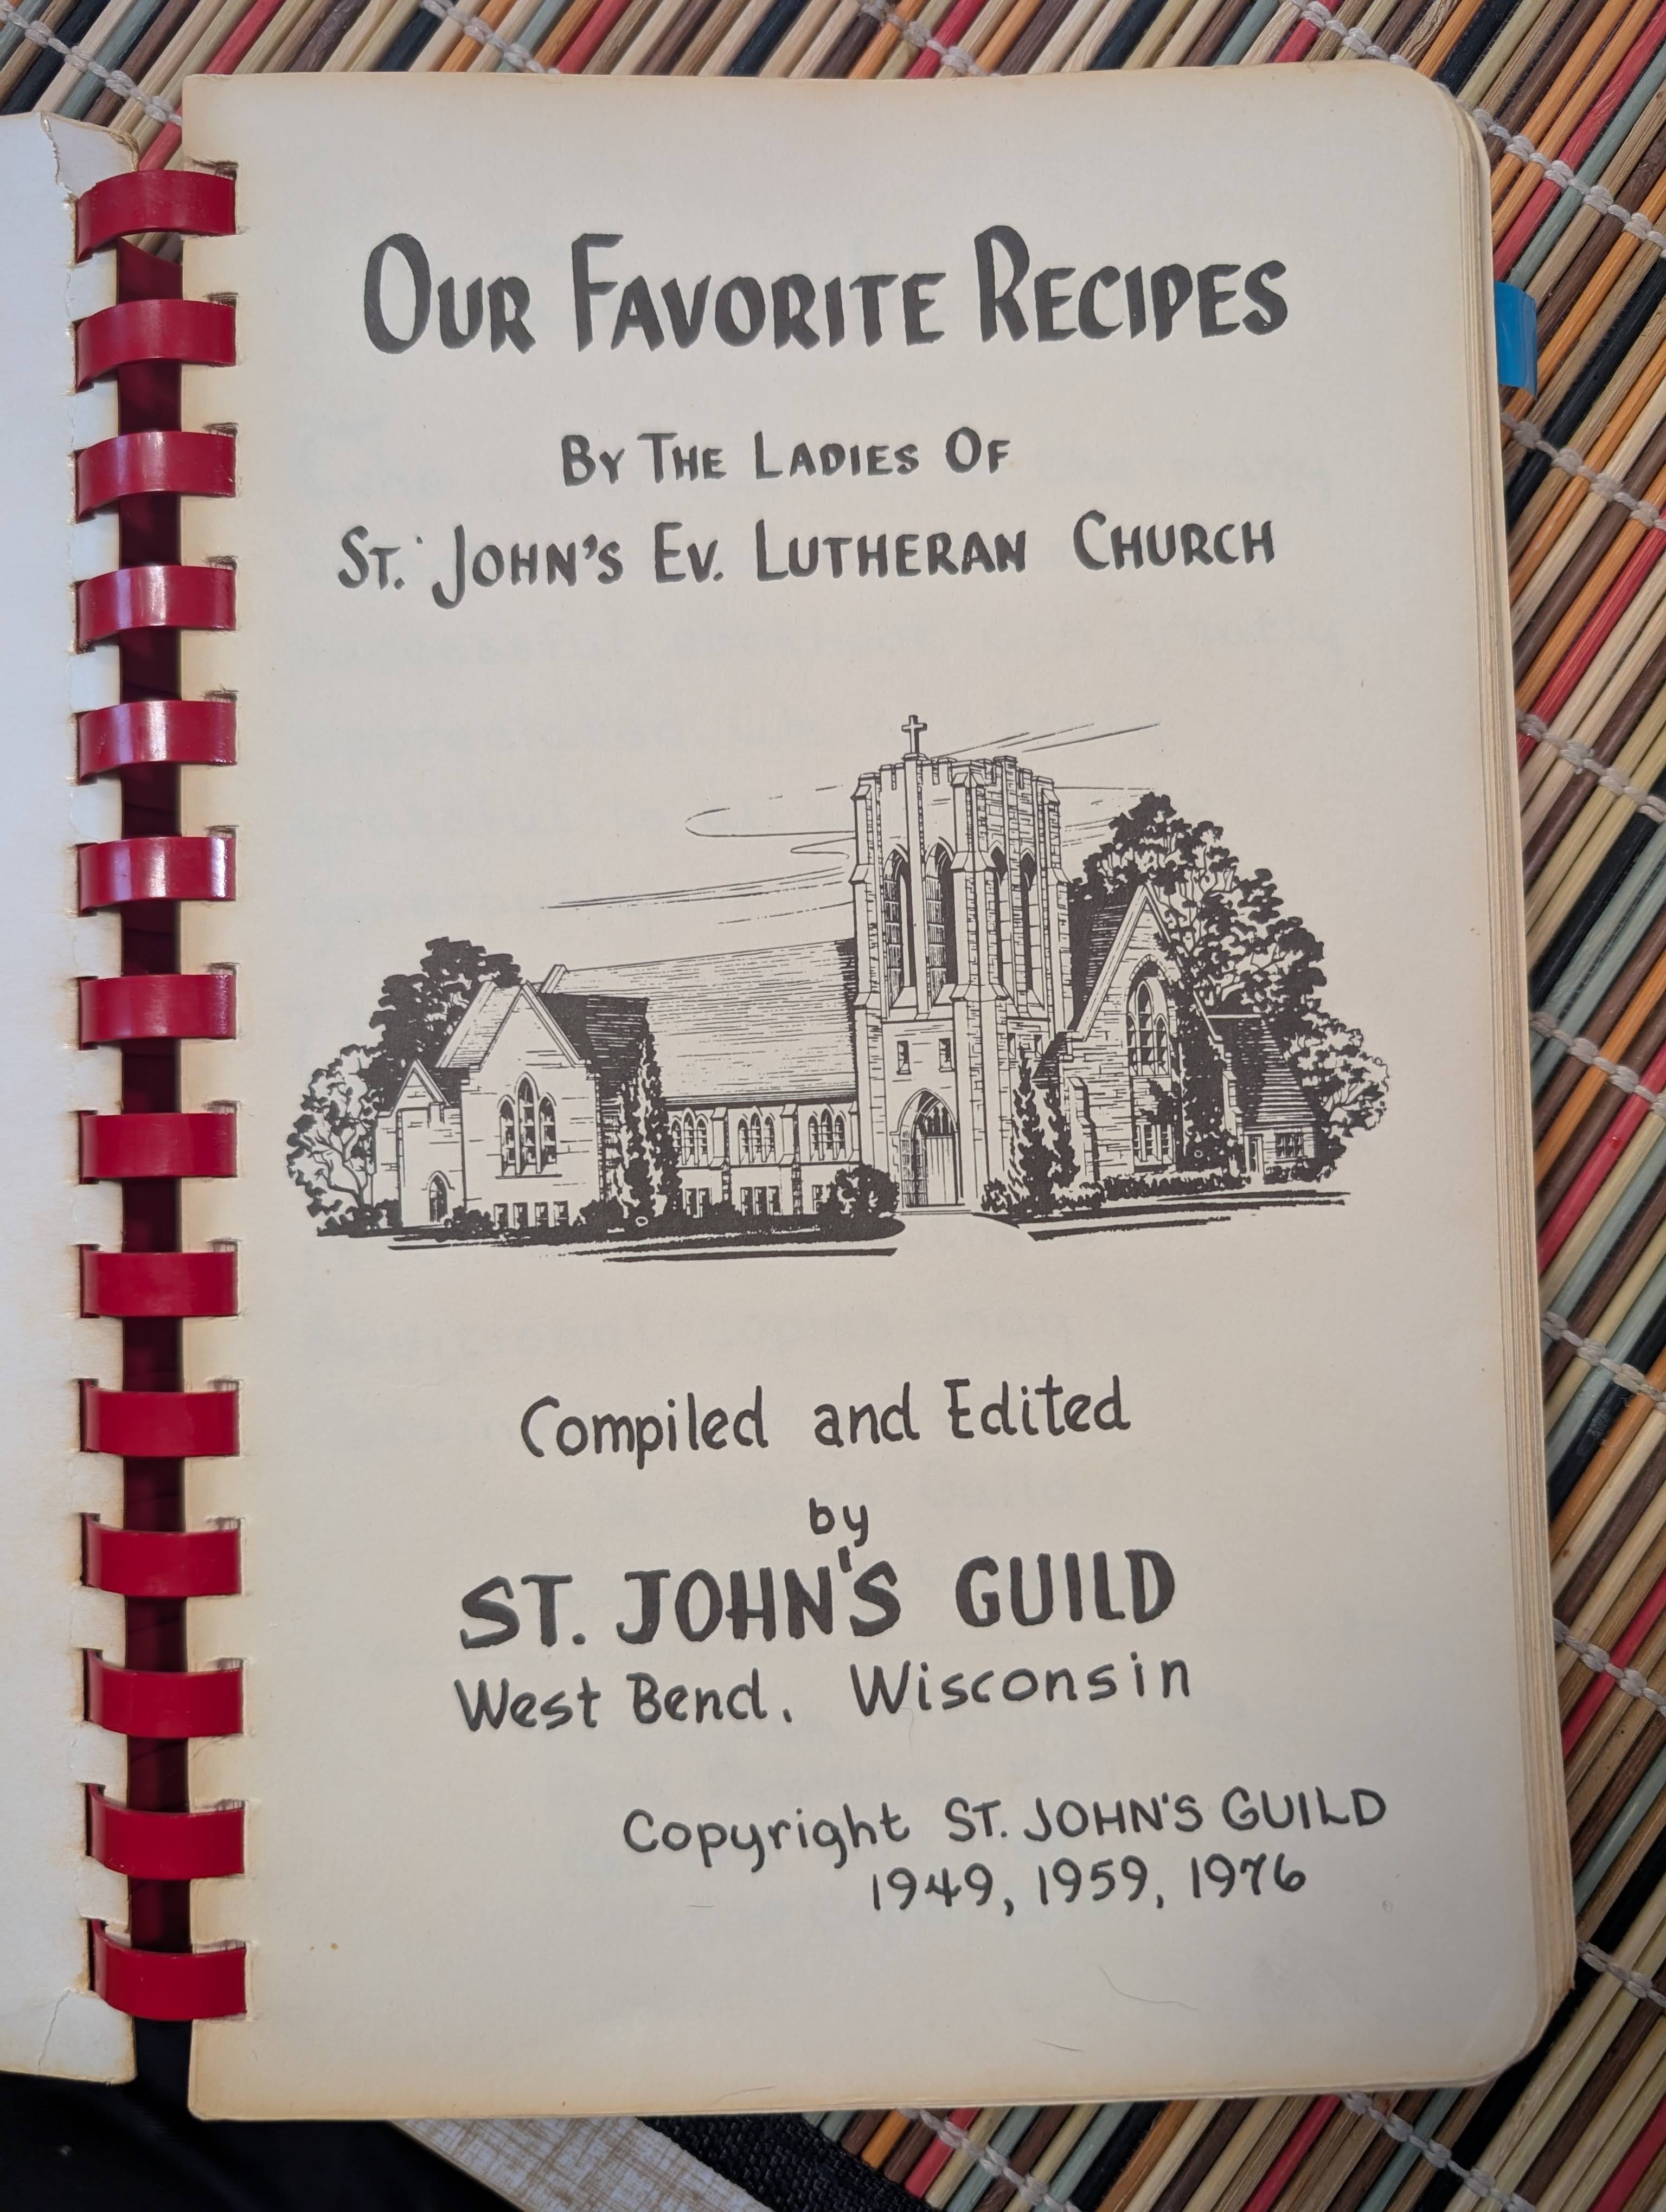 OUR FAVORITE RECIPES
BY THE LADIES OF
ST. JOHN'S EV. LUTHERAN CHURCH
Compiled and Edited
by
ST. JOHN'S GUILD
West Bend, Wisconsin
Copyright ST. JOHN'S GUILD
1949, 1959, 1976